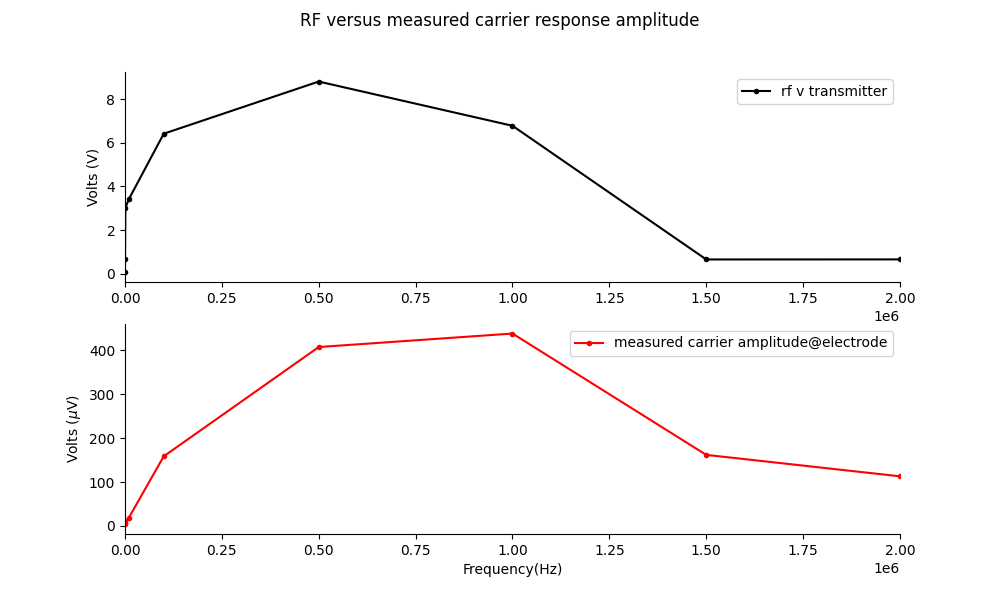 RF versus measured carrier response amplitude
rf v transmitter
Volts (V)
8
6
4
2
0
0.00 0.25 0.50 0.75 1.00 1.25 1.50 1.75 2.00
1e6
measured carrier amplitude@electrode
Volts (μV)
400
300
200
100
0
0.00 0.25 0.50 0.75 1.00 1.25 1.50 1.75 2.00
Frequency(Hz)
1e6